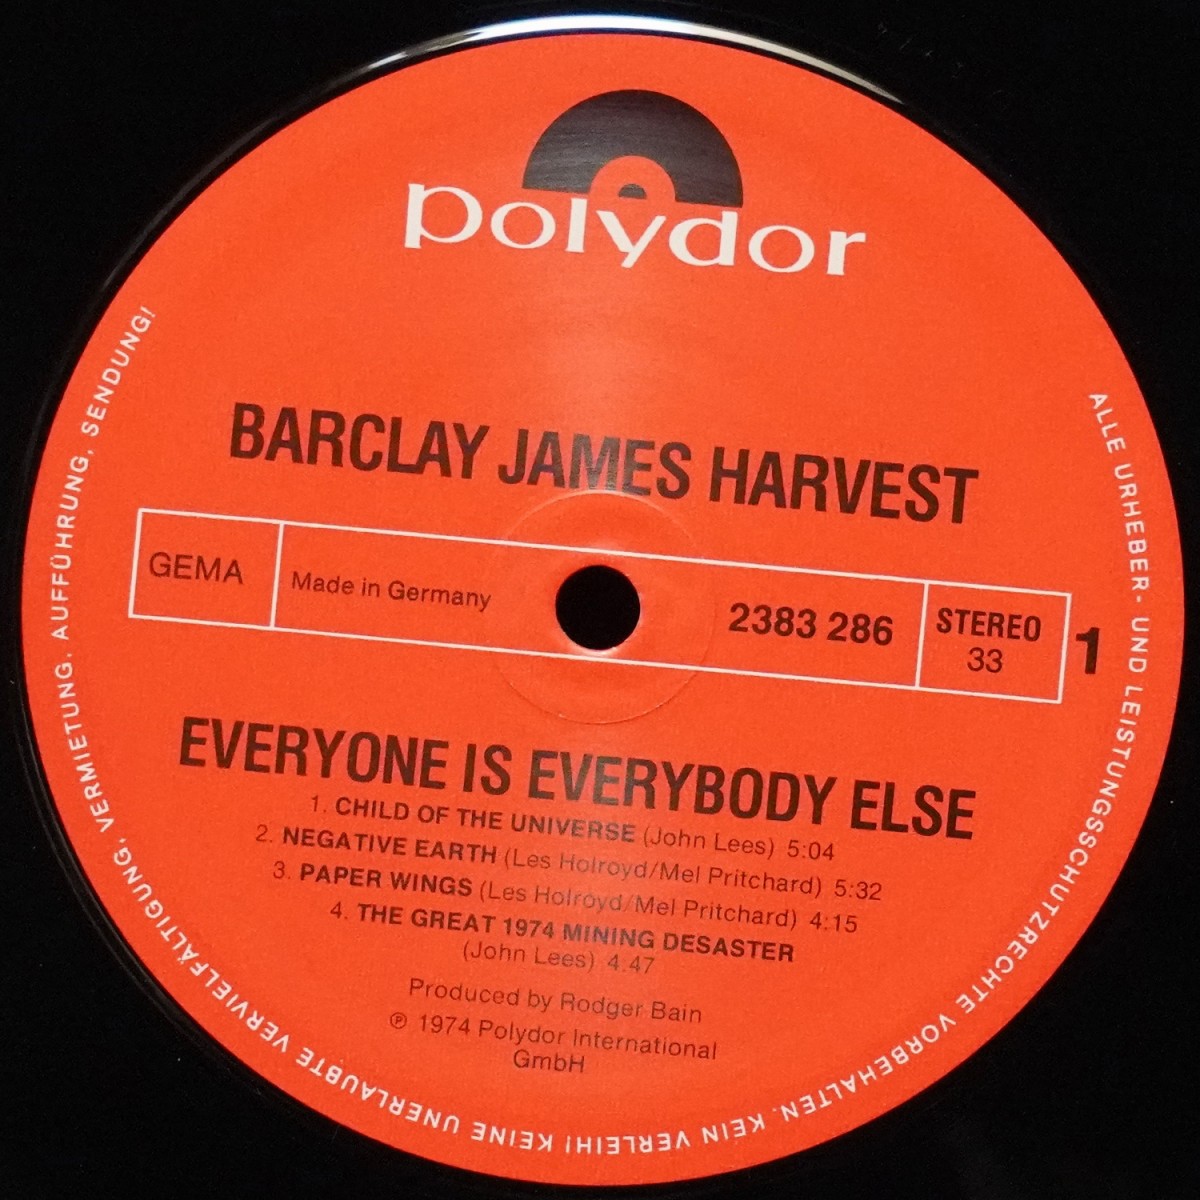 polydor
BARCLAY JAMES HARVEST
GEMA
Made in Germany
2383 286
STEREO
33
1
EVERYONE IS EVERYBODY ELSE
1. CHILD OF THE UNIVERSE (John Lees) 5:04
2. NEGATIVE EARTH (Les Holroyd/Mel Pritchard) 5:32
3. PAPER WINGS (Les Holroyd/Mel Pritchard) 4:15
4. THE GREAT 1974 MINING DESASTER
(John Lees) 4.47
Produced by Rodger Bain
℗ 1974 Polydor International
GmbH
ALLE URHEBER- UND LEISTUNGSSCHUTZRECHTE VORBEHALTEN. KEIN VERLEIH! KEINE UNERLAUBTE VERVIELFÄLTIGUNG, VERMIETUNG, AUFFÜHRUNG, SENDUNG!